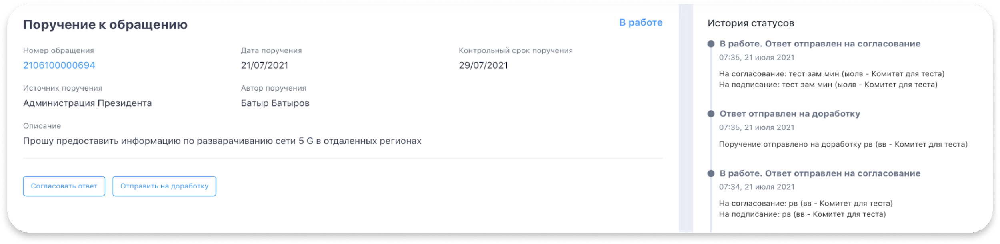 Поручение к обращению
В работе
Номер обращения
Дата поручения
Контрольный срок поручения
2106100000694
21/07/2021
29/07/2021
Источник поручения
Автор поручения
Администрация Президента
Батыр Батыров
Описание
Прошу предоставить информацию по разварачиванию сети 5 G в отдаленных регионах
Согласовать ответ
Отправить на доработку
История статусов
В работе. Ответ отправлен на согласование
07:35, 21 июля 2021
На согласование: тест зам мин (ыолв - Комитет для теста)
На подписание: тест зам мин (ыолв - Комитет для теста)
Ответ отправлен на доработку
07:35, 21 июля 2021
Поручение отправлено на доработку рв (вв - Комитет для теста)
В работе. Ответ отправлен на согласование
07:34, 21 июля 2021
На согласование: рв (вв - Комитет для теста)
На подписание: рв (вв - Комитет для теста)